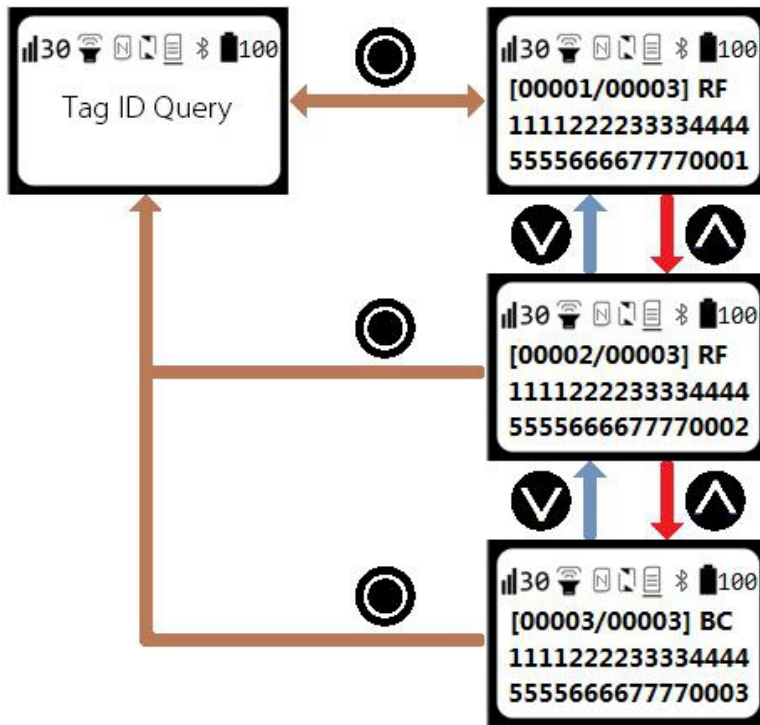 30 N 100
Tag ID Query
30 N 100
[00001/00003] RF
1111222233334444
5555666677770001
30 N 100
[00002/00003] RF
1111222233334444
5555666677770002
30 N 100
[00003/00003] BC
1111222233334444
5555666677770003